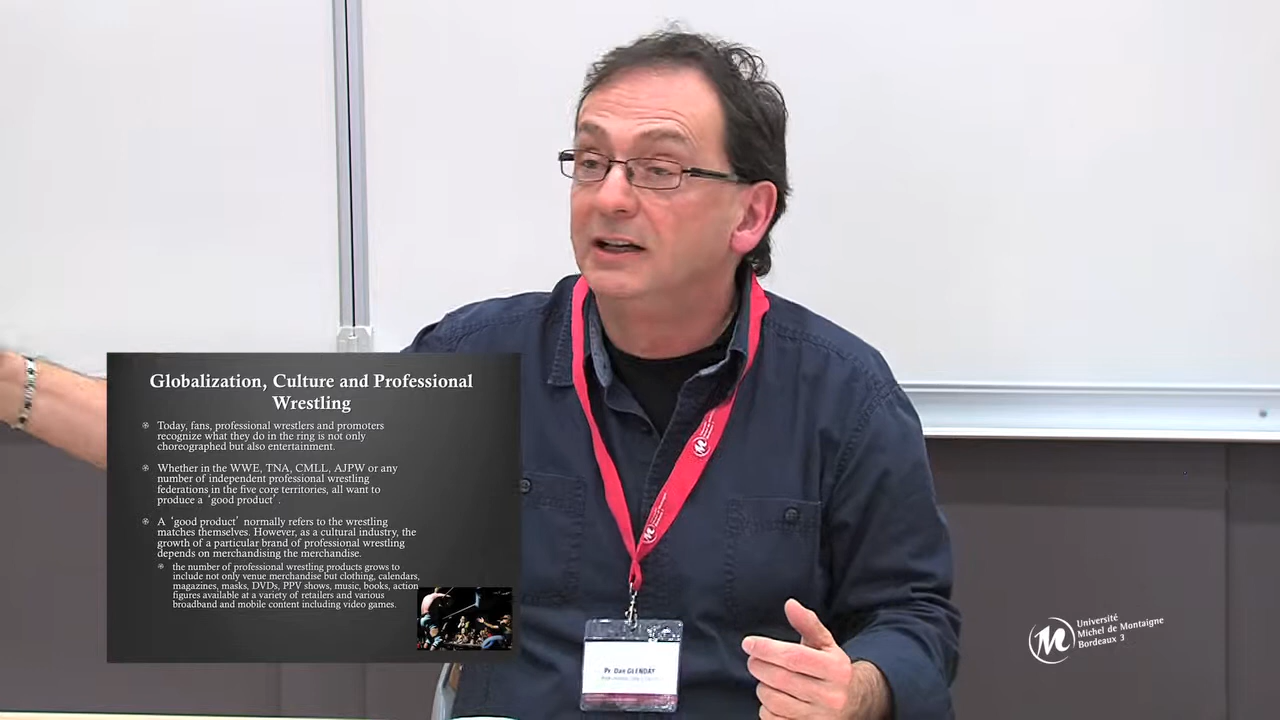 Globalization, Culture and Professional
Wrestling
Today, fans, professional wrestlers and promoters
recognize what they do in the ring is not only
choreographed but also entertainment.
Whether in the WWE, TNA, CMLL, AJPW or any
number of independent professional wrestling
federations in the five core territories, all want to
produce a 'good product'.
A 'good product' normally refers to the wrestling
matches themselves. However, as a cultural industry, the
growth of a particular brand of professional wrestling
depends on merchandising the merchandise.
the number of professional wrestling products grows to
include not only venue merchandise but clothing, calendars,
magazines, masks, DVDs, PPV shows, music, books, action
figures available at a variety of retailers and various
broadband and mobile content including video games.
Pr. Dan GLENDAY
Université
Michel de Montaigne
Bordeaux 3